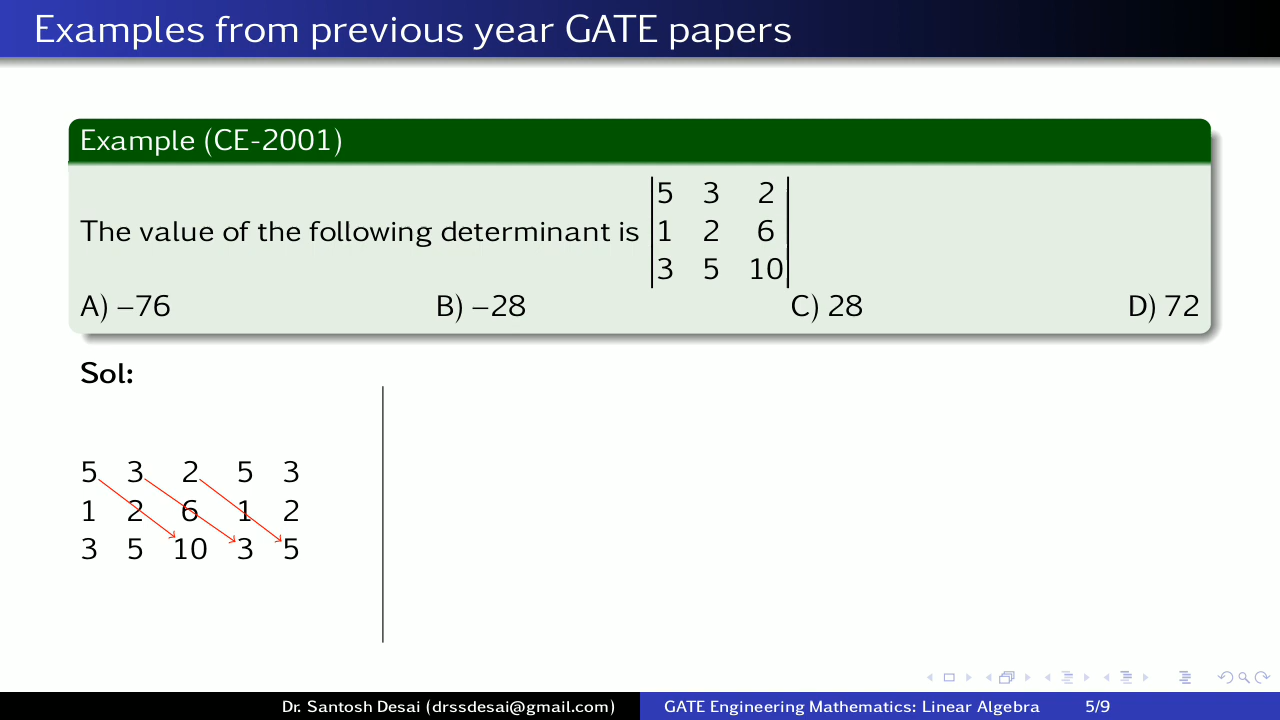 Examples from previous year GATE papers
Example (CE-2001)
5 3 2
The value of the following determinant is 1 2 6
3 5 10
A) −76 B) −28 C) 28 D) 72
Sol:
5 3 2 5 3
1 2 6 1 2
3 5 10 3 5
Dr. Santosh Desai (drssdesai@gmail.com) GATE Engineering Mathematics: Linear Algebra 5/9